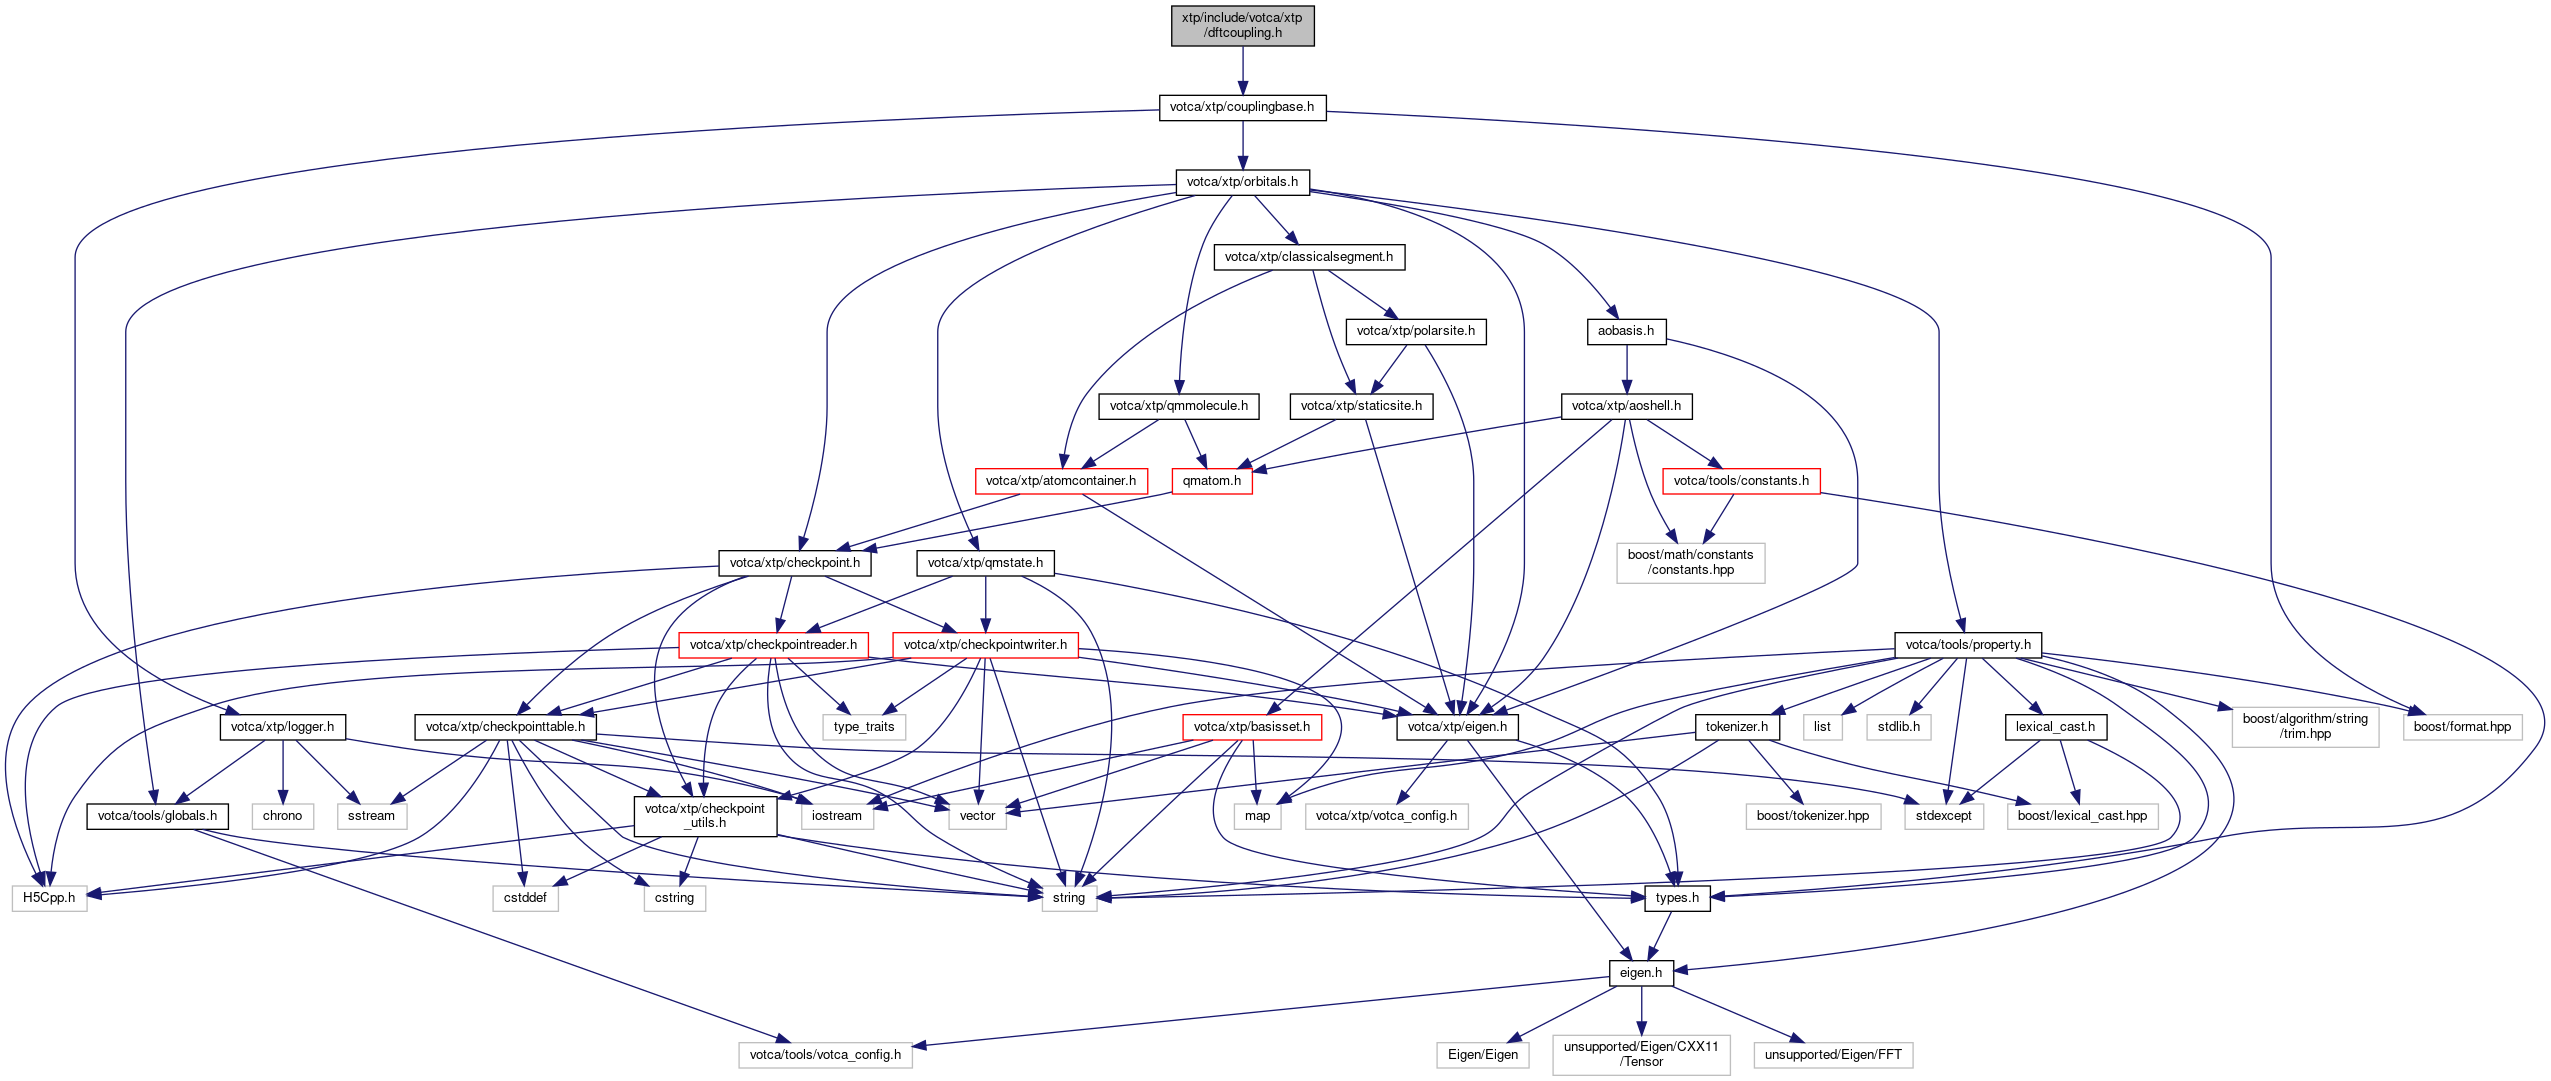 xtp/include/votca/xtp
/dftcoupling.h
votca/xtp/couplingbase.h
votca/xtp/orbitals.h
votca/xtp/classicalsegment.h
votca/xtp/polarsite.h
aobasis.h
votca/xtp/qmmolecule.h
votca/xtp/staticsite.h
votca/xtp/aoshell.h
votca/xtp/atomcontainer.h
qmatom.h
votca/tools/constants.h
votca/xtp/checkpoint.h
votca/xtp/qmstate.h
boost/math/constants
/constants.hpp
votca/xtp/checkpointreader.h
votca/xtp/checkpointwriter.h
votca/tools/property.h
votca/xtp/logger.h
votca/xtp/checkpointtable.h
type_traits
votca/xtp/basisset.h
votca/xtp/eigen.h
tokenizer.h
list
stdlib.h
lexical_cast.h
boost/algorithm/string
/trim.hpp
boost/format.hpp
votca/tools/globals.h
chrono
sstream
votca/xtp/checkpoint
_utils.h
iostream
vector
map
votca/xtp/votca_config.h
boost/tokenizer.hpp
stdexcept
boost/lexical_cast.hpp
H5Cpp.h
cstddef
cstring
string
types.h
eigen.h
votca/tools/votca_config.h
Eigen/Eigen
unsupported/Eigen/CXX11
/Tensor
unsupported/Eigen/FFT